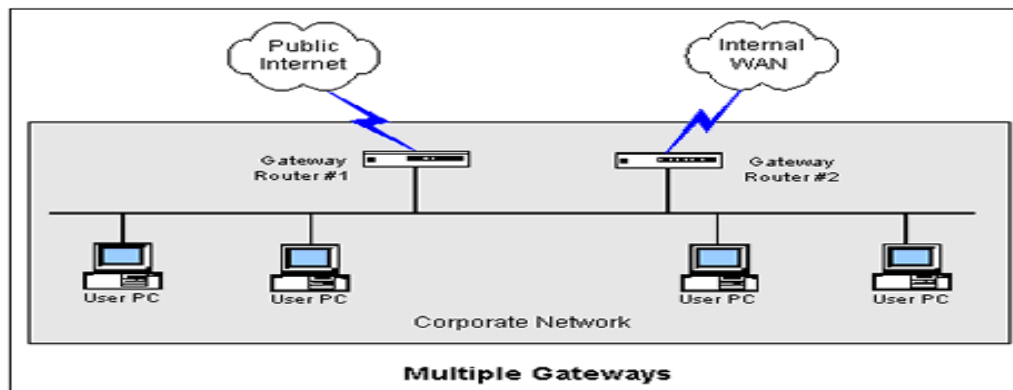 Public
Internet
Internal
WAN
Gateway
Router #1
Gateway
Router #2
User PC
User PC
User PC
User PC
Corporate Network
Multiple Gateways